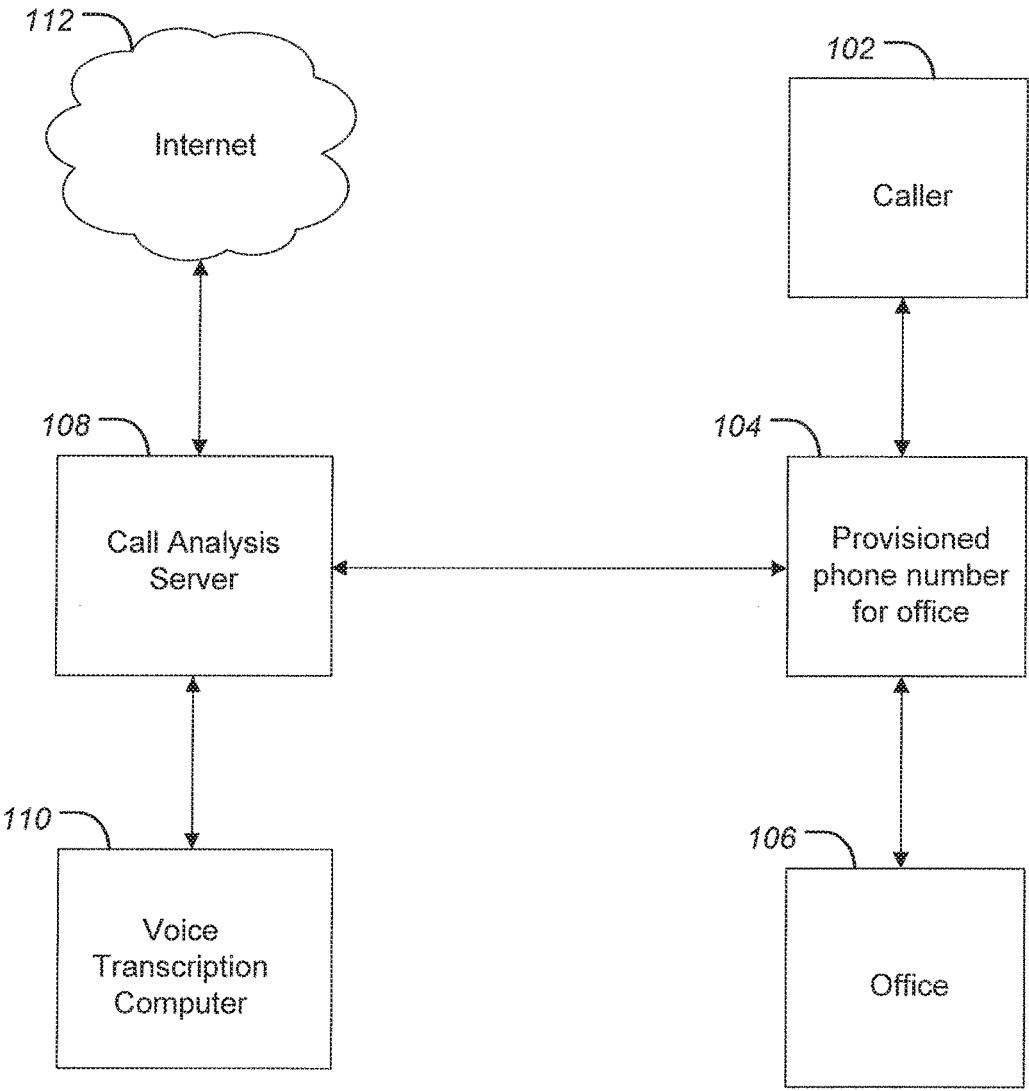 112
Internet
102
Caller
108
Call Analysis
Server
104
Provisioned
phone number
for office
110
Voice
Transcription
Computer
106
Office